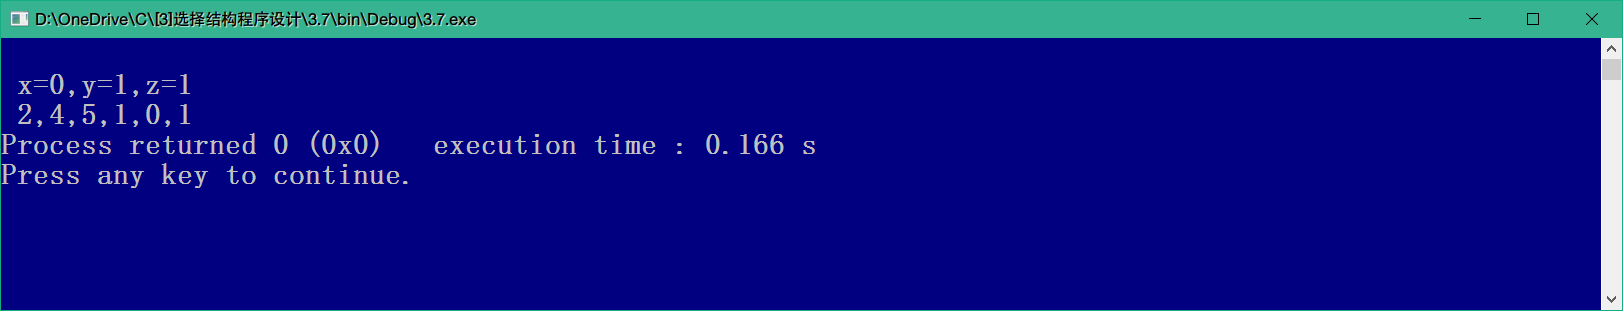 D:\OneDrive\C\[3]选择结构程序设计\3.7\bin\Debug\3.7.exe
x=0,y=1,z=1
2,4,5,1,0,1
Process returned 0 (0x0)   execution time : 0.166 s
Press any key to continue.